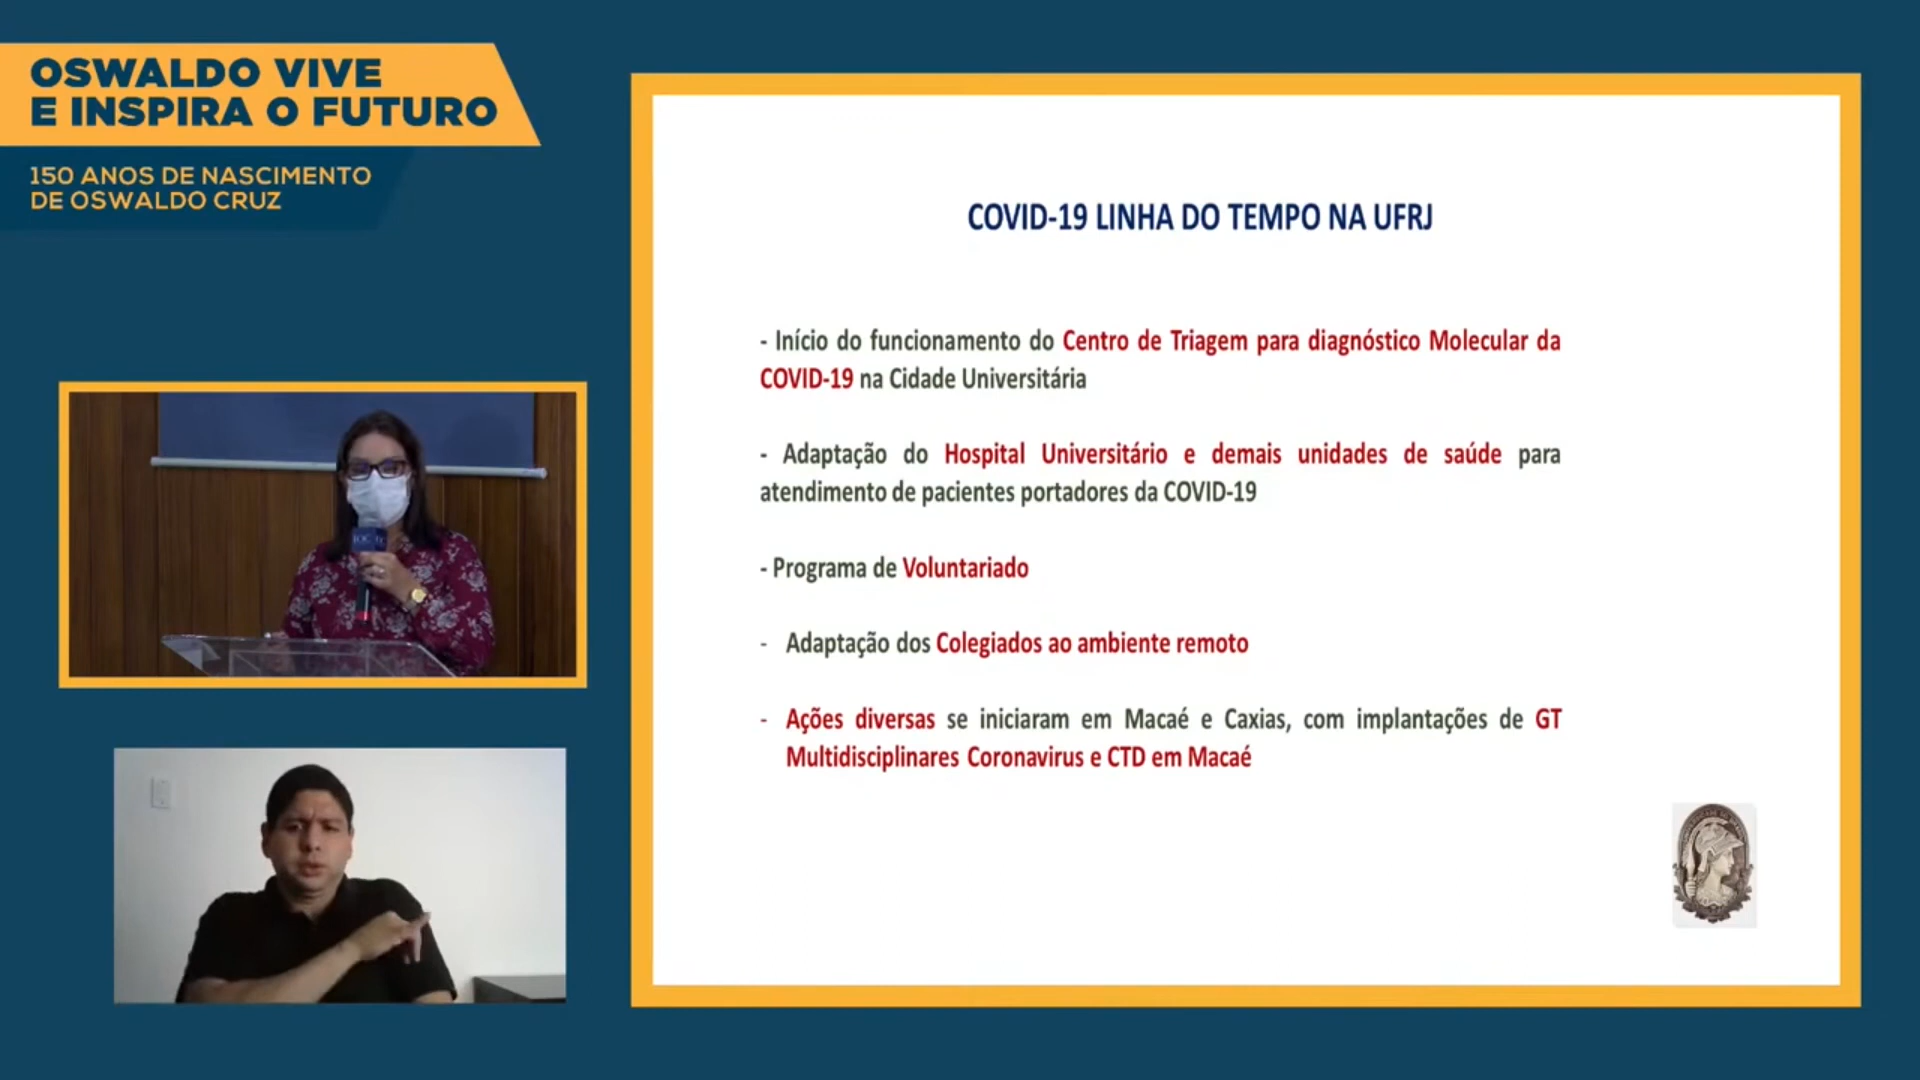 OSWALDO VIVE
E INSPIRA O FUTURO
150 ANOS DE NASCIMENTO
DE OSWALDO CRUZ
COVID-19 LINHA DO TEMPO NA UFRJ
- Início do funcionamento do Centro de Triagem para diagnóstico Molecular da
COVID-19 na Cidade Universitária
- Adaptação do Hospital Universitário e demais unidades de saúde para
atendimento de pacientes portadores da COVID-19
- Programa de Voluntariado
- Adaptação dos Colegiados ao ambiente remoto
- Ações diversas se iniciaram em Macaé e Caxias, com implantações de GT
Multidisciplinares Coronavirus e CTD em Macaé